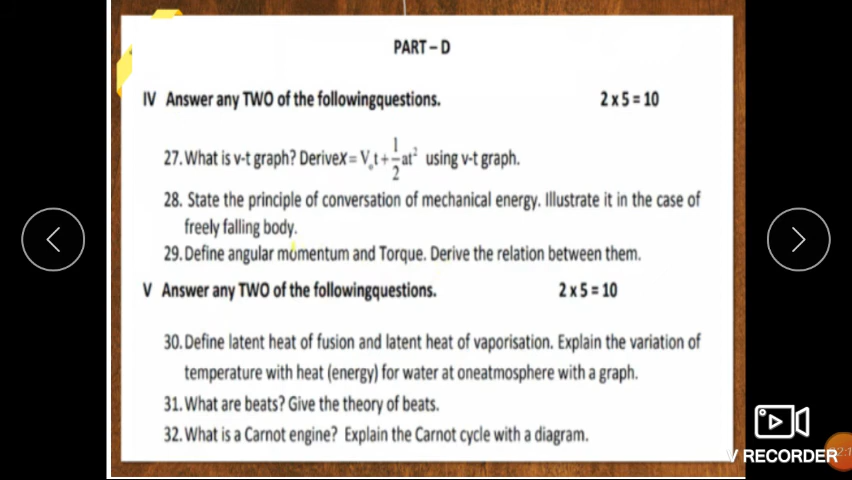 PART – D
IV Answer any TWO of the followingquestions. 2 x 5 = 10
27. What is v-t graph? Derivex = V₀t + 1/2 at² using v-t graph.
28. State the principle of conversation of mechanical energy. Illustrate it in the case of
freely falling body.
29. Define angular momentum and Torque. Derive the relation between them.
V Answer any TWO of the followingquestions. 2 x 5 = 10
30. Define latent heat of fusion and latent heat of vaporisation. Explain the variation of
temperature with heat (energy) for water at oneatmosphere with a graph.
31. What are beats? Give the theory of beats.
32. What is a Carnot engine? Explain the Carnot cycle with a diagram.
V RECORDER